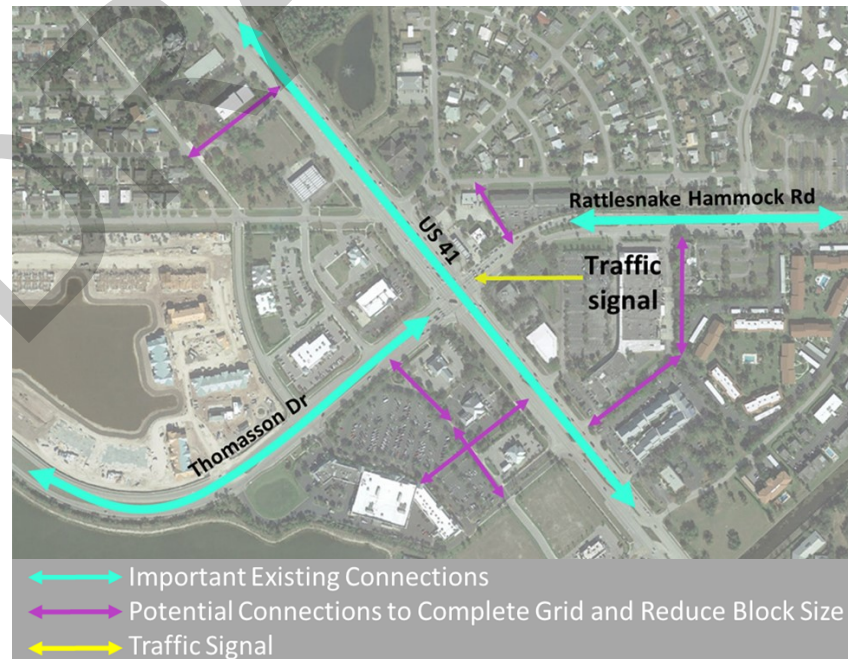 Rattlesnake Hammock Rd
US 41
Traffic
signal
Thomasson Dr
Important Existing Connections
Potential Connections to Complete Grid and Reduce Block Size
Traffic Signal